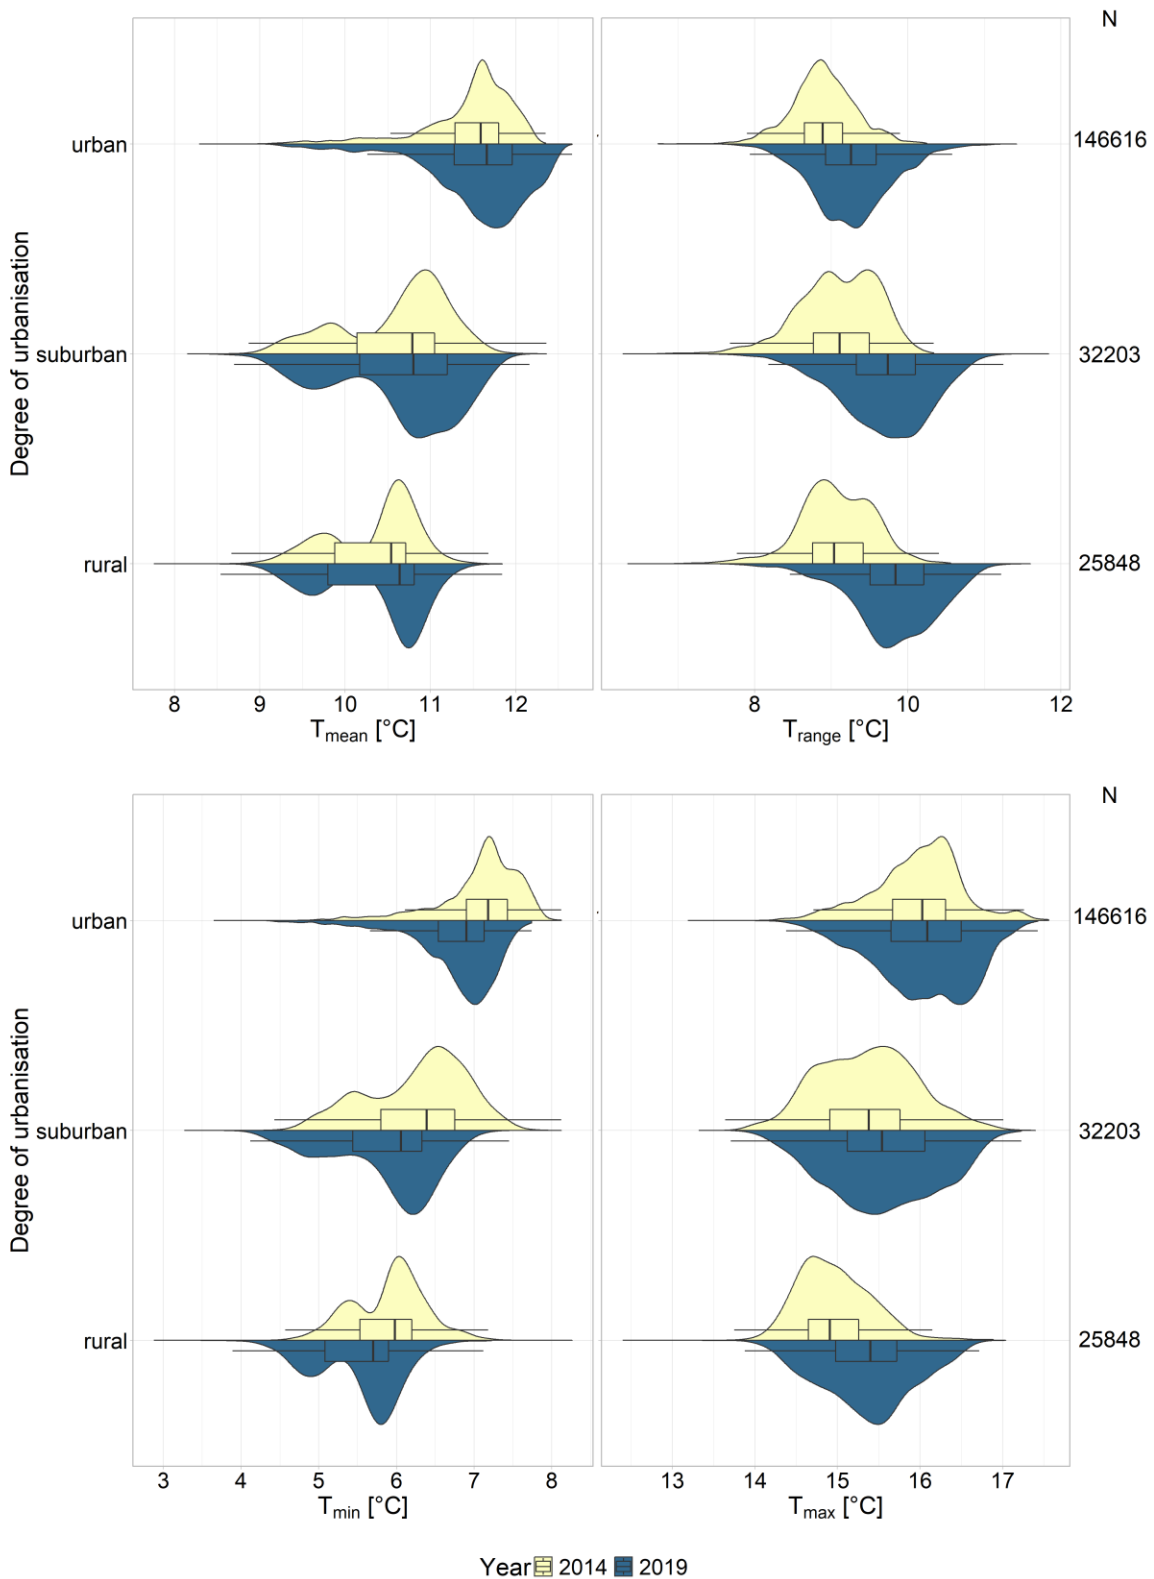 N
urban
146616
suburban
32203
rural
25848
Degree of urbanisation
8 9 10 11 12
8 10 12
Tmean [°C]
Trange [°C]
N
urban
146616
suburban
32203
rural
25848
Degree of urbanisation
3 4 5 6 7 8
13 14 15 16 17
Tmin [°C]
Tmax [°C]
Year 2014 2019